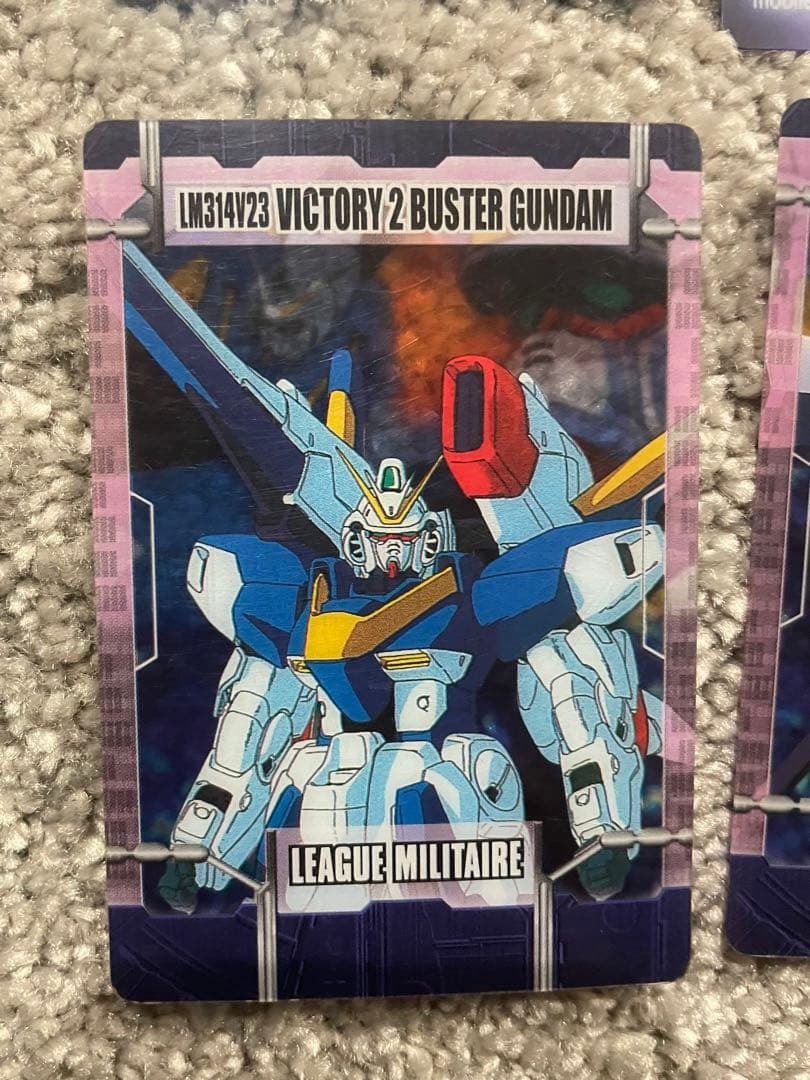 LM314V23 VICTORY 2 BUSTER GUNDAM
LEAGUE MILITAIRE